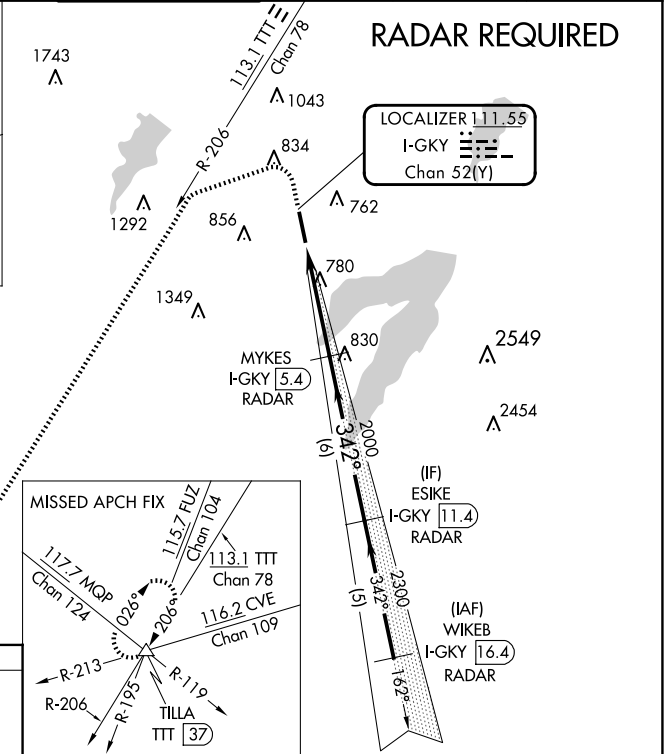 RADAR REQUIRED
1743
113.1 TTT
Chan 78
1043
R-206
LOCALIZER 111.55
I-GKY
Chan 52(Y)
834
762
1292
856
780
1349
830
2549
MYKES
I-GKY 5.4
RADAR
2454
2000
342°
(6)
(IF)
ESIKE
I-GKY 11.4
RADAR
2300
342°
(5)
(IAF)
WIKEB
I-GKY 16.4
RADAR
162°
MISSED APCH FIX
115.7 FUZ
Chan 104
113.1 TTT
Chan 78
117.7 MQP
Chan 124
116.2 CVE
Chan 109
026°
206°
R-213
R-119
R-206
R-195
TILLA
TTT 37